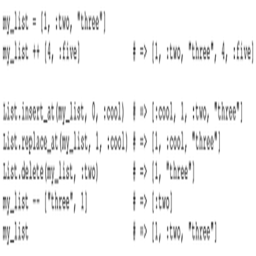 my_list = [1, :two, "three"]
my_list ++ [4, :five] # => [1, :two, "three", 4, :five]
List.insert_at(my_list, 0, :cool) # => [:cool, 1, :two, "three"]
List.replace_at(my_list, 1, :cool) # => [1, :cool, "three"]
List.delete(my_list, :two) # => [1, "three"]
my_list -- ["three", 1] # => [:two]
my_list # => [1, :two, "three"]